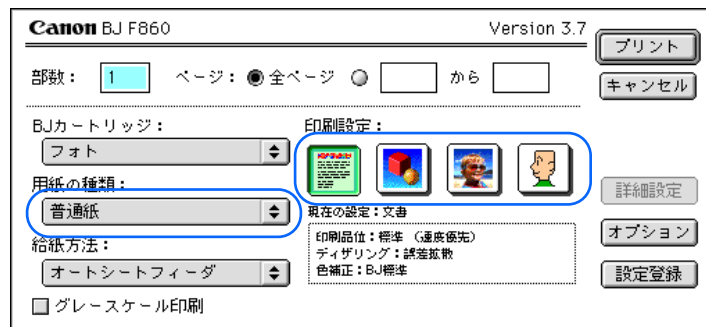 Canon BJ F860 Version 3.7
プリント
部数： 1 ページ： 全ページ から
キャンセル
BJカートリッジ： 印刷設定：
フォト
用紙の種類：
詳細設定
普通紙
現在の設定：文書
オプション
印刷品位：標準 （速度優先）
給紙方法：
ディザリング：誤差拡散
オートシートフィーダ
色補正：BJ標準
設定登録
グレースケール印刷